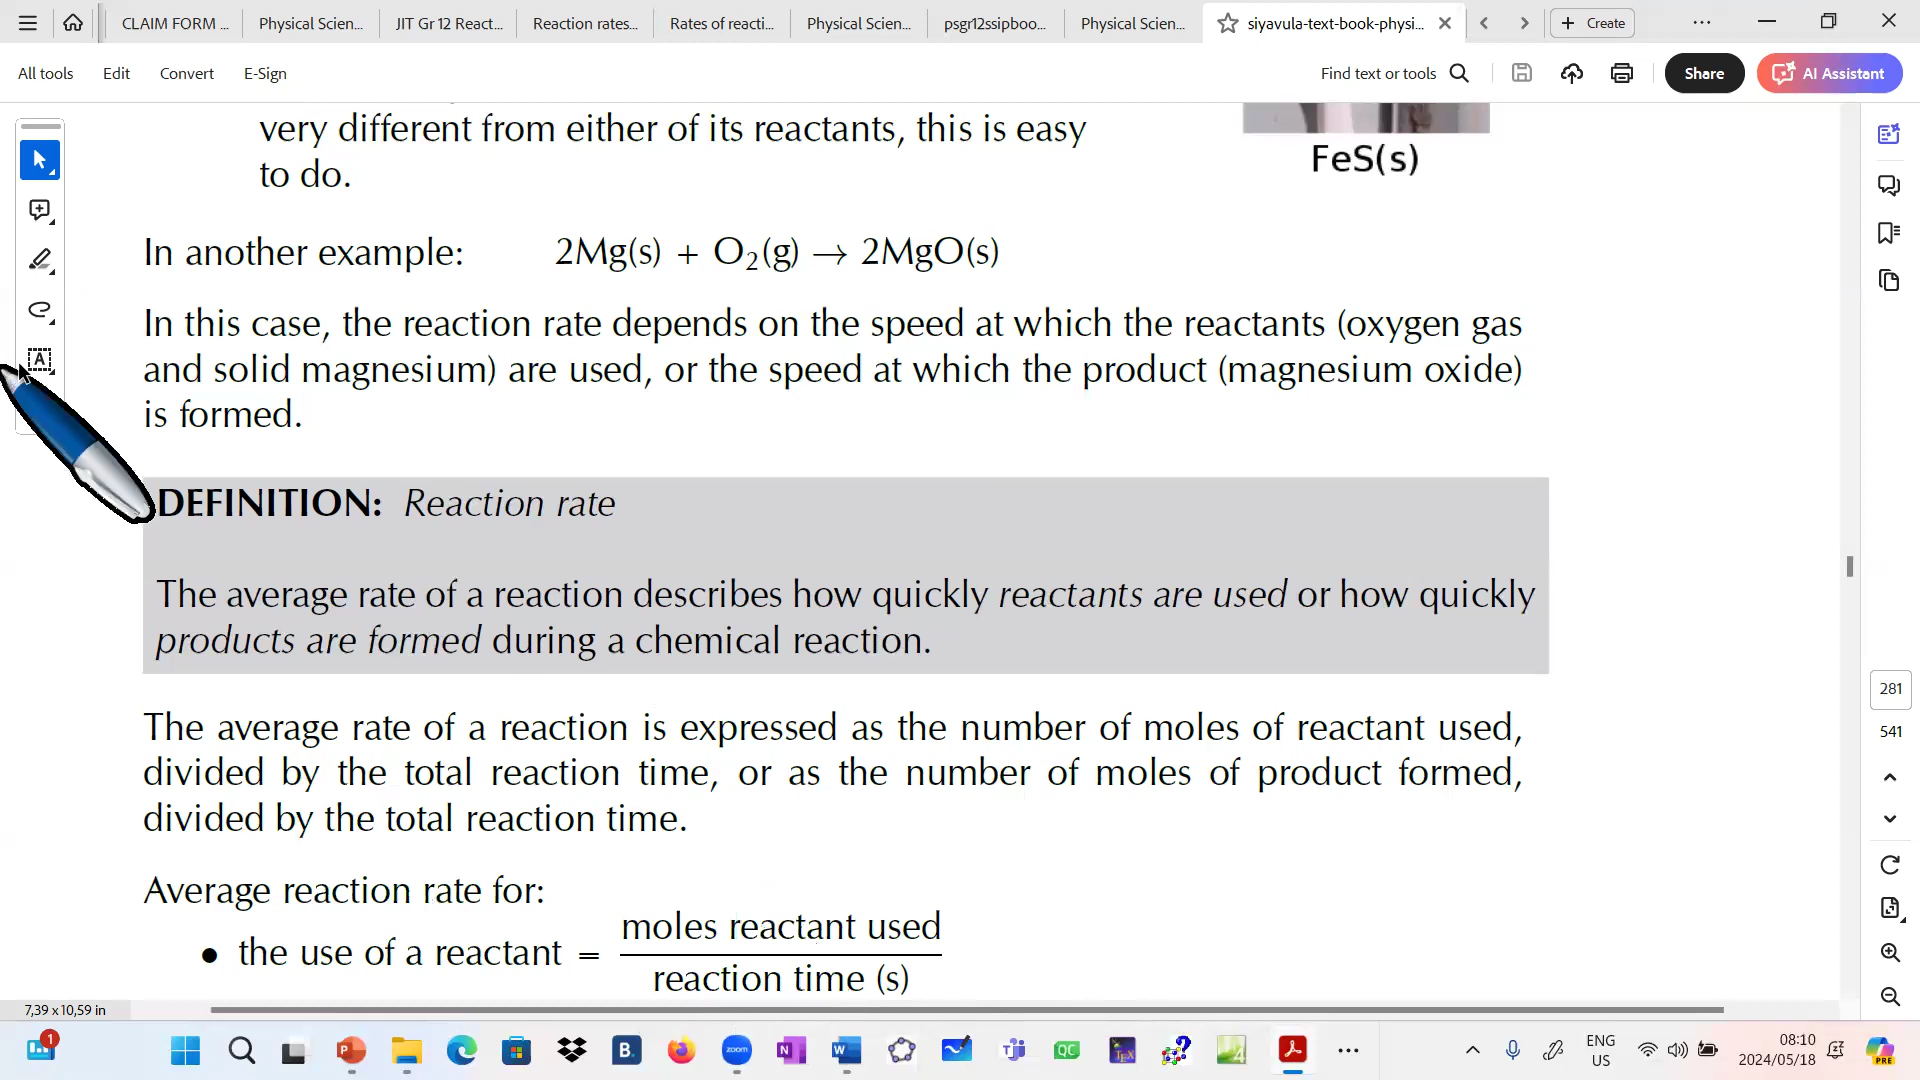 CLAIM FORM ...
Physical Scien...
JIT Gr 12 React...
Reaction rates...
Rates of reacti...
Physical Scien...
psgr12ssipboo...
Physical Scien...
siyavula-text-book-physi...
Create
All tools
Edit
Convert
E-Sign
Find text or tools
Share
AI Assistant
very different from either of its reactants, this is easy
to do.
FeS(s)
In another example: 2Mg(s) + O₂(g) → 2MgO(s)
In this case, the reaction rate depends on the speed at which the reactants (oxygen gas
and solid magnesium) are used, or the speed at which the product (magnesium oxide)
is formed.
DEFINITION: Reaction rate
The average rate of a reaction describes how quickly reactants are used or how quickly
products are formed during a chemical reaction.
The average rate of a reaction is expressed as the number of moles of reactant used,
divided by the total reaction time, or as the number of moles of product formed,
divided by the total reaction time.
Average reaction rate for:
• the use of a reactant = moles reactant used
reaction time (s)
281
541
7,39 x 10,59 in
1
zoom
ENG
US
08:10
2024/05/18
PRE